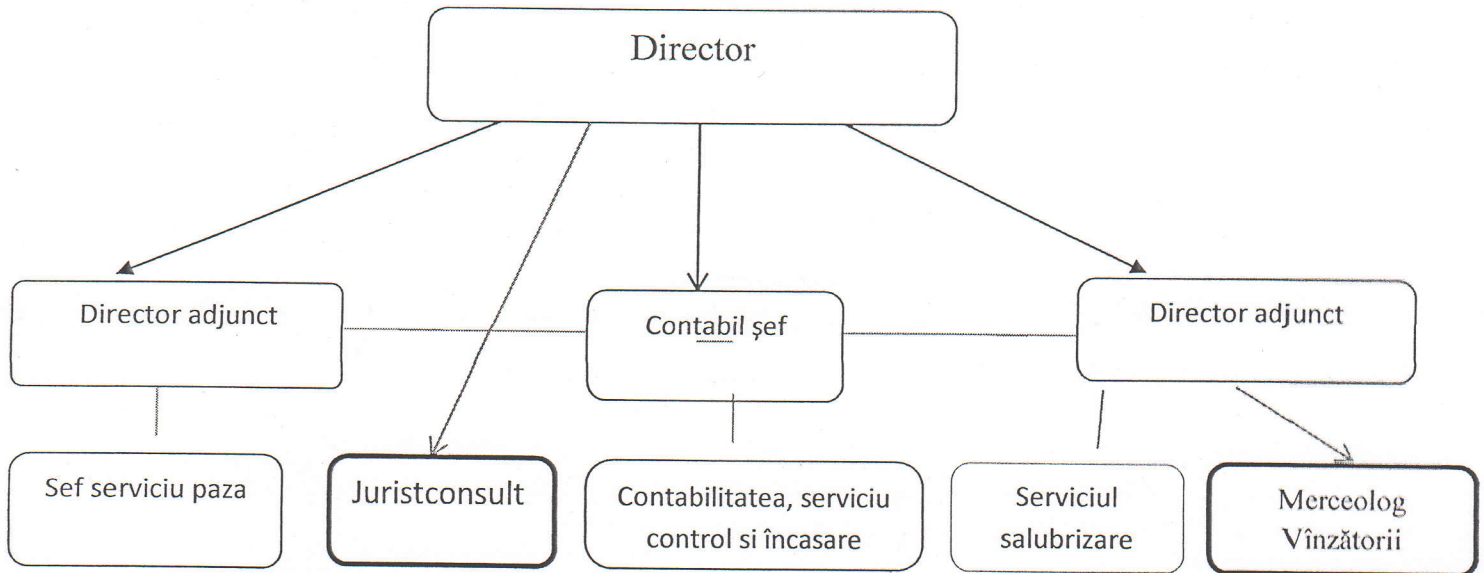 Director
Director adjunct
Contabil șef
Director adjunct
Sef serviciu paza
Juristconsult
Contabilitatea, serviciu
control si încasare
Serviciul
salubrizare
Merceolog
Vînzătorii